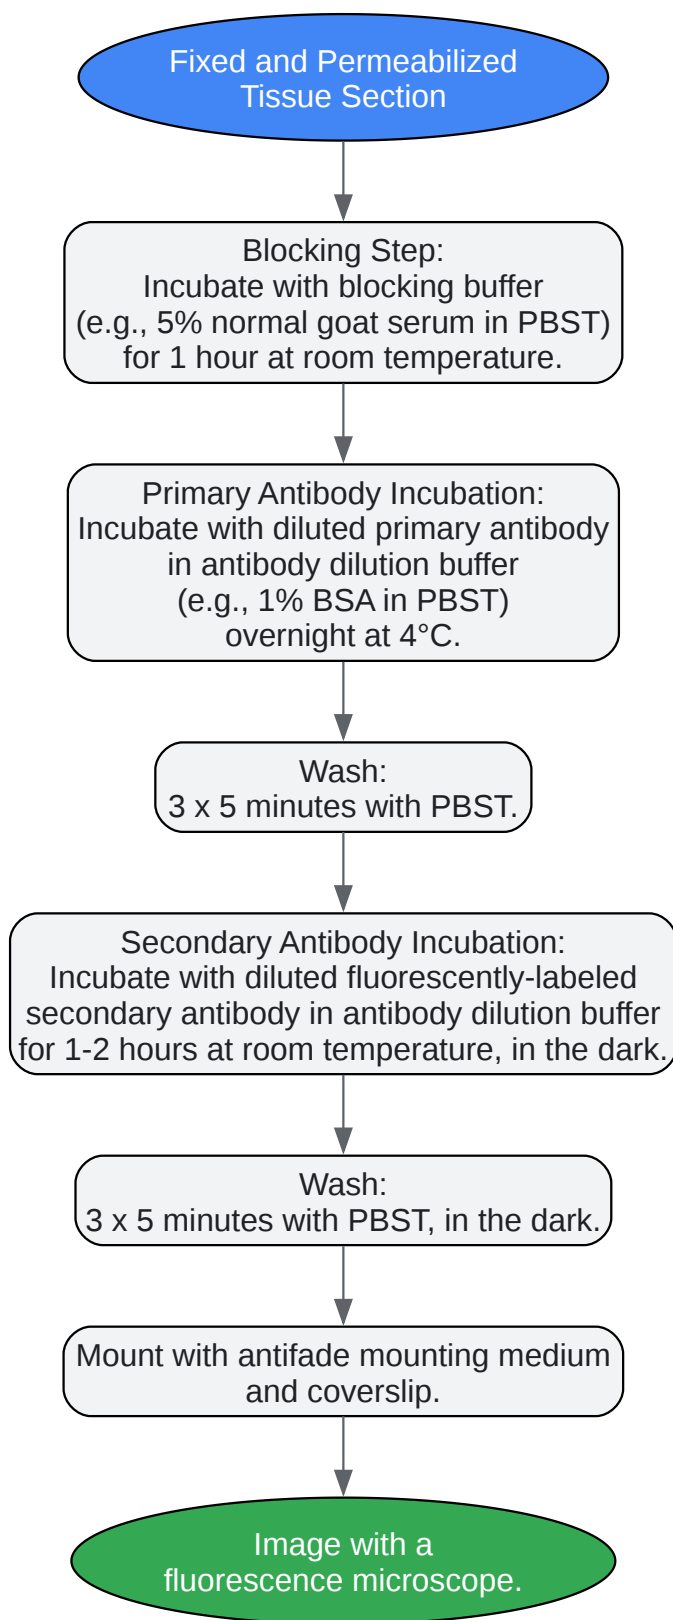 Fixed and Permeabilized
Tissue Section
Blocking Step:
Incubate with blocking buffer
(e.g., 5% normal goat serum in PBST)
for 1 hour at room temperature.
Primary Antibody Incubation:
Incubate with diluted primary antibody
in antibody dilution buffer
(e.g., 1% BSA in PBST)
overnight at 4°C.
Wash:
3 x 5 minutes with PBST.
Secondary Antibody Incubation:
Incubate with diluted fluorescently-labeled
secondary antibody in antibody dilution buffer
for 1-2 hours at room temperature, in the dark.
Wash:
3 x 5 minutes with PBST, in the dark.
Mount with antifade mounting medium
and coverslip.
Image with a
fluorescence microscope.